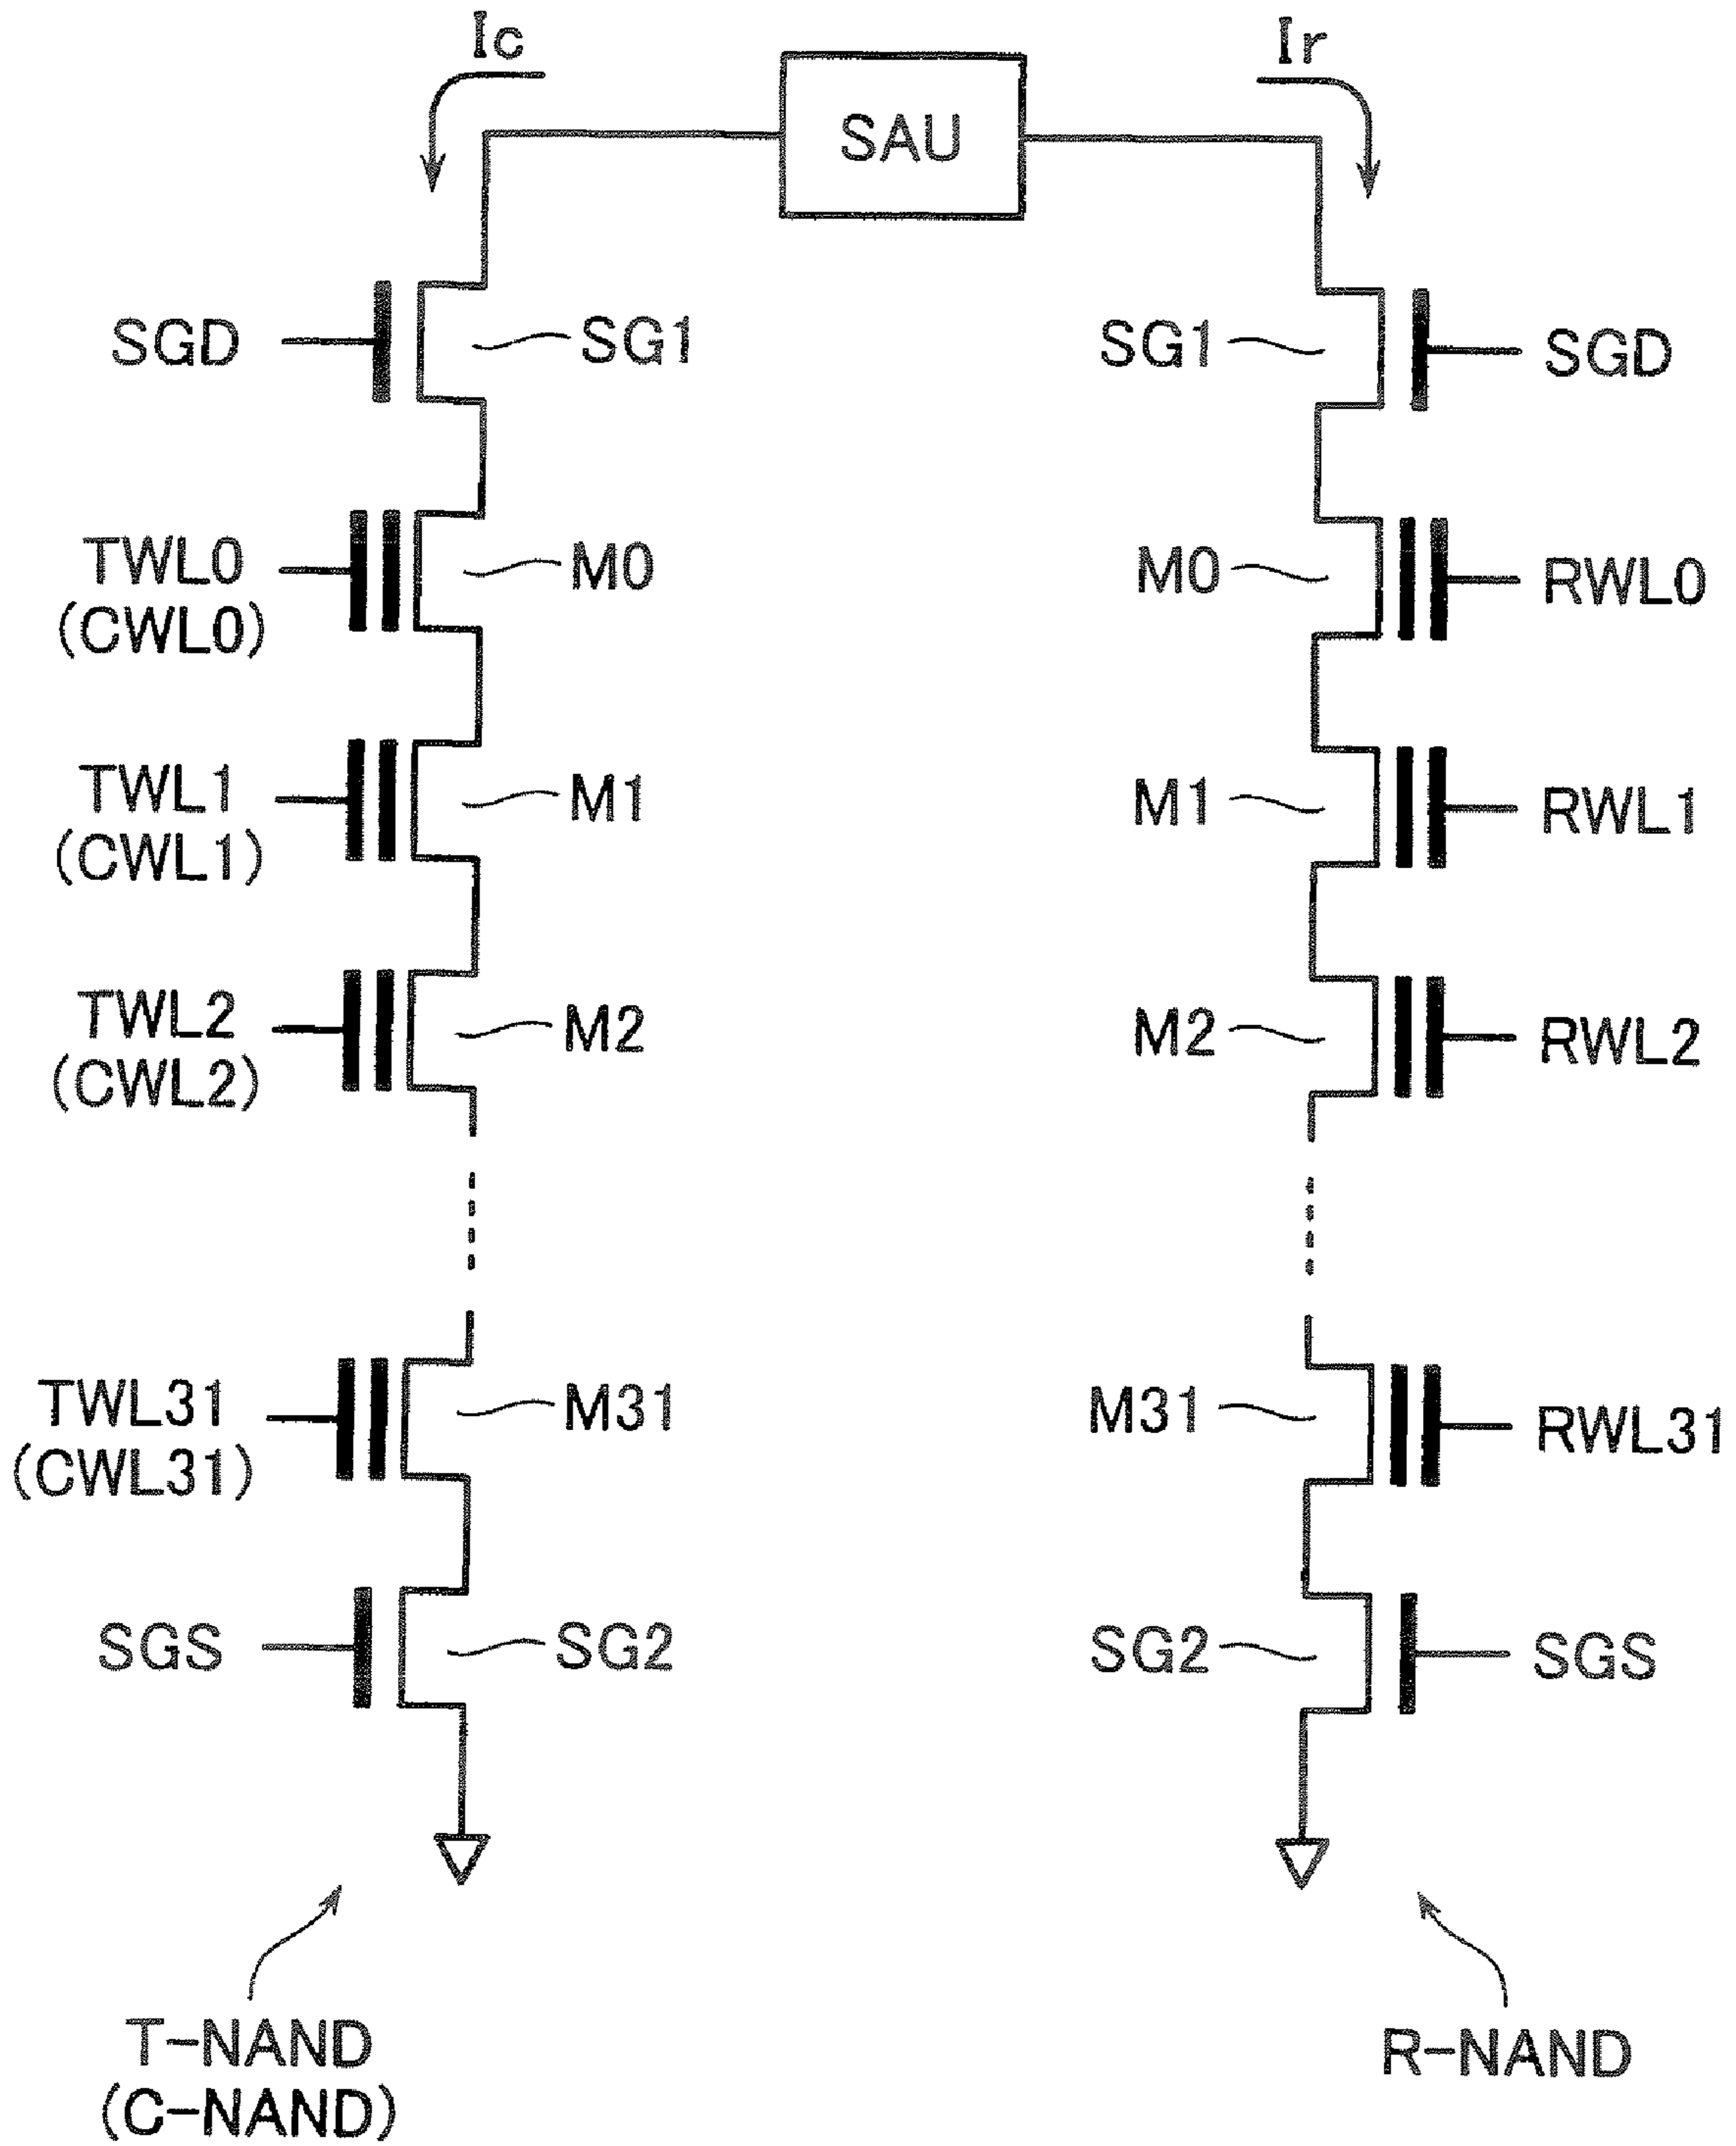 Ic
Ir
SAU
SGD
SG1
SG1
SGD
TWL0
(CWL0)
M0
M0
RWL0
TWL1
(CWL1)
M1
M1
RWL1
TWL2
(CWL2)
M2
M2
RWL2
TWL31
(CWL31)
M31
M31
RWL31
SGS
SG2
SG2
SGS
T-NAND
(C-NAND)
R-NAND